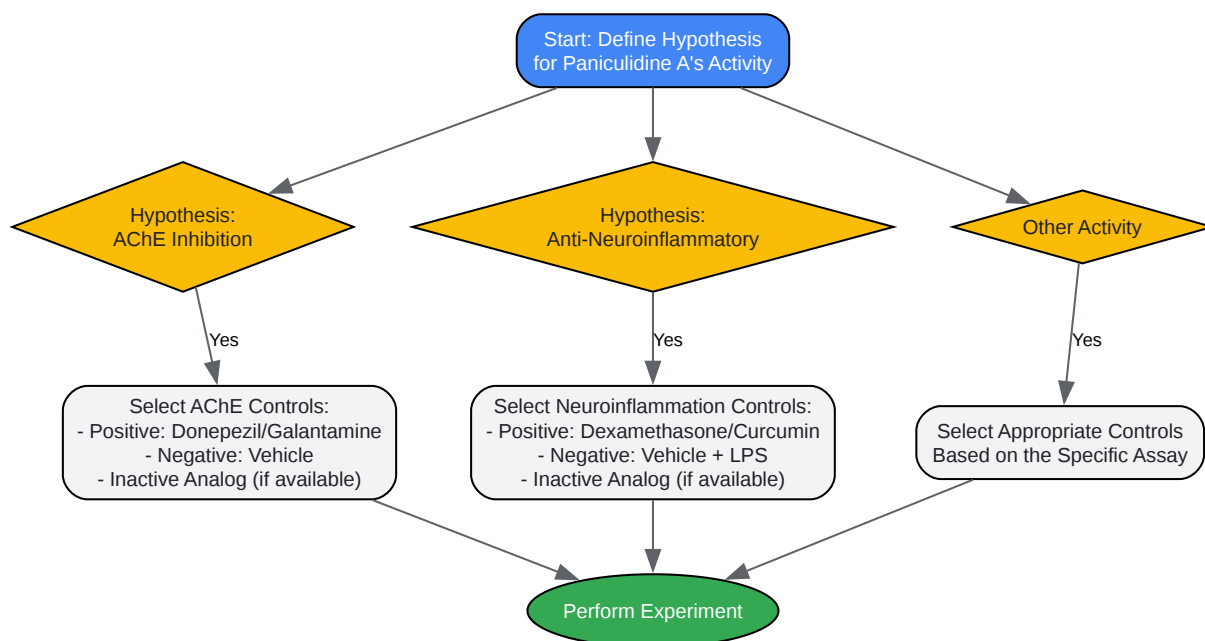 Start: Define Hypothesis
for Paniculidine A's Activity
Hypothesis:
AChE Inhibition
Hypothesis:
Anti-Neuroinflammatory
Other Activity
Yes
Yes
Yes
Select AChE Controls:
- Positive: Donepezil/Galantamine
- Negative: Vehicle
- Inactive Analog (if available)
Select Neuroinflammation Controls:
- Positive: Dexamethasone/Curcumin
- Negative: Vehicle + LPS
- Inactive Analog (if available)
Select Appropriate Controls
Based on the Specific Assay
Perform Experiment